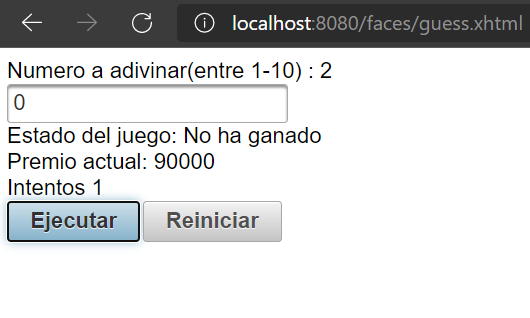 localhost:8080/faces/guess.xhtml
Numero a adivinar(entre 1-10) : 2
0
Estado del juego: No ha ganado
Premio actual: 90000
Intentos 1
Ejecutar Reiniciar